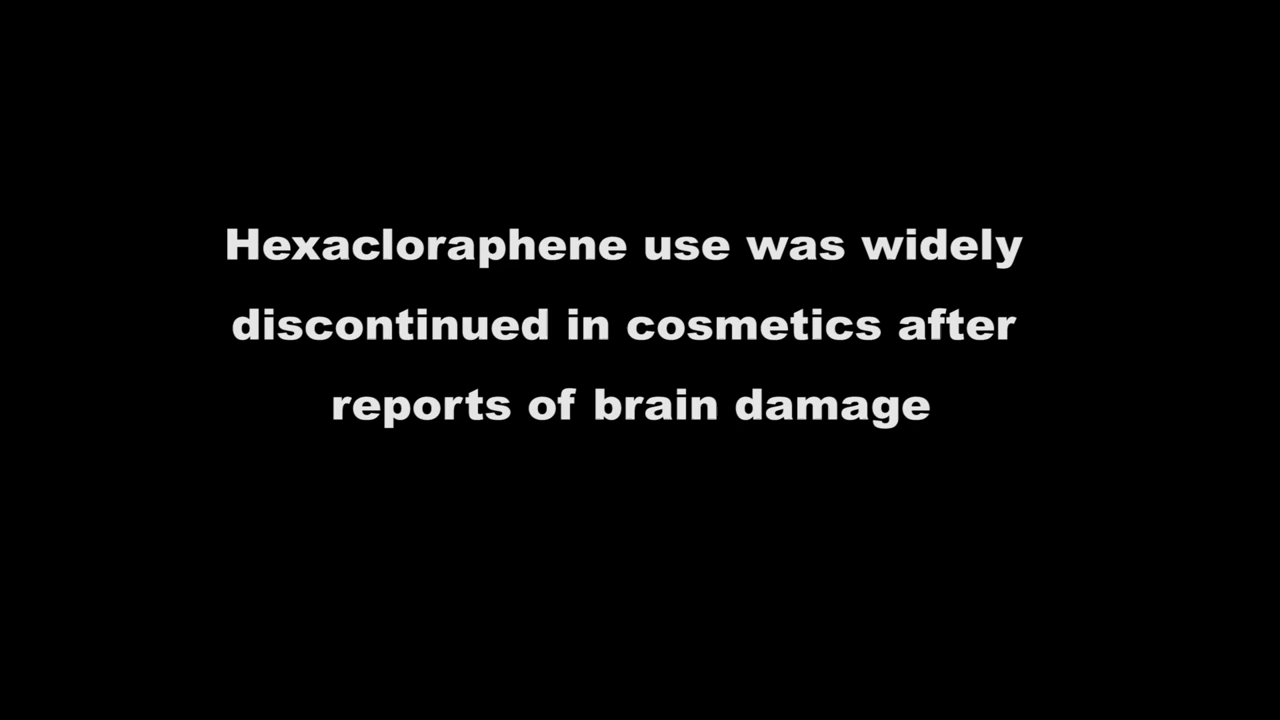 Hexacloraphene use was widely
discontinued in cosmetics after
reports of brain damage